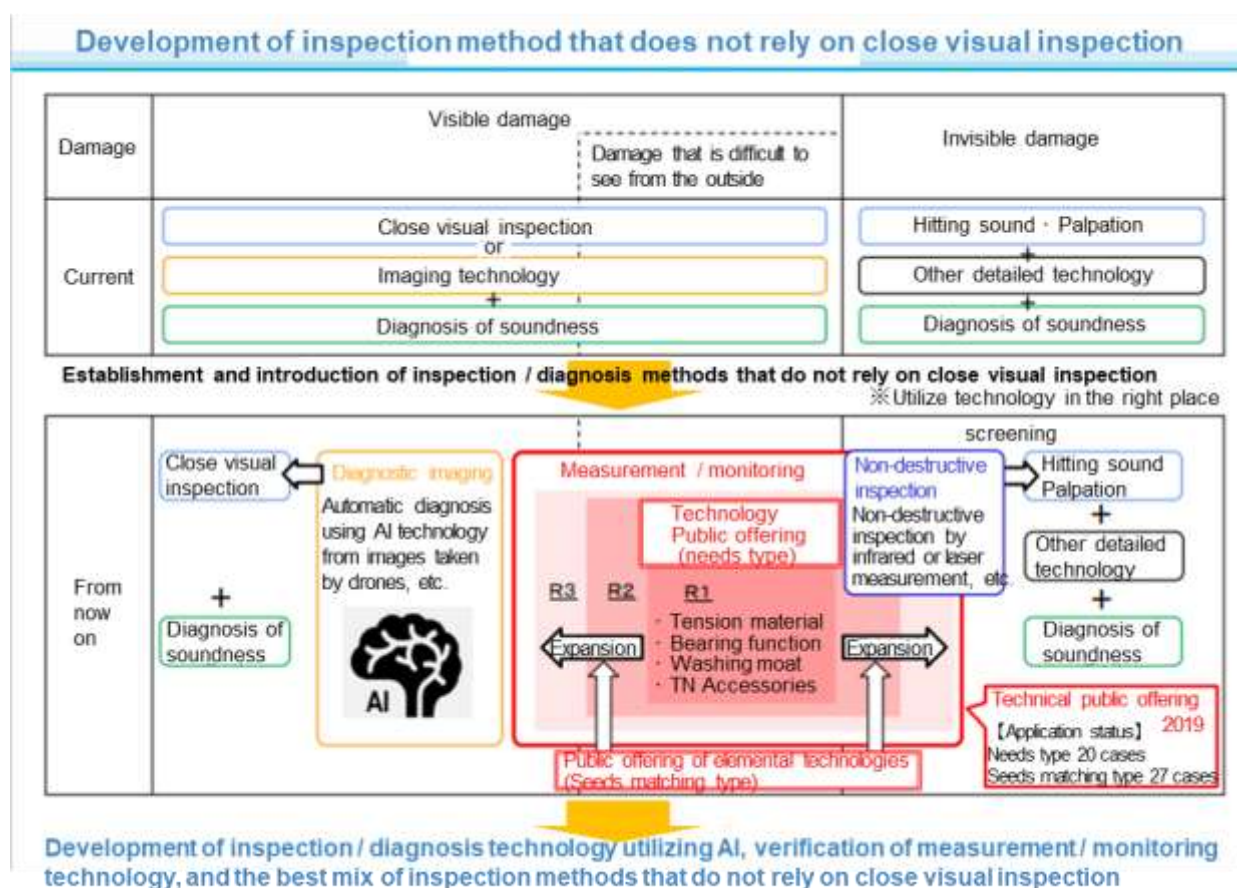 Development of inspection method that does not rely on close visual inspection
Damage
Visible damage
Damage that is difficult to
see from the outside
Invisible damage
Current
Close visual inspection
or
Imaging technology
+
Diagnosis of soundness
Hitting sound・Palpation
+
Other detailed technology
+
Diagnosis of soundness
Establishment and introduction of inspection / diagnosis methods that do not rely on close visual inspection
※Utilize technology in the right place
From
now
on
Close visual
inspection
+
Diagnosis of
soundness
Diagnostic imaging
Automatic diagnosis
using AI technology
from images taken
by drones, etc.
AI
Measurement / monitoring
Technology
Public offering
(needs type)
R3
R2
R1
・Tension material
・Bearing function
・Washing moat
・TN Accessories
Expansion
Expansion
Public offering of elemental technologies
(Seeds matching type)
Non-destructive
inspection
Non-destructive
inspection by
infrared or laser
measurement, etc.
screening
Hitting sound
Palpation
+
Other detailed
technology
+
Diagnosis of
soundness
Technical public offering
2019
【Application status】
Needs type 20 cases
Seeds matching type 27 cases
Development of inspection / diagnosis technology utilizing AI, verification of measurement / monitoring
technology, and the best mix of inspection methods that do not rely on close visual inspection